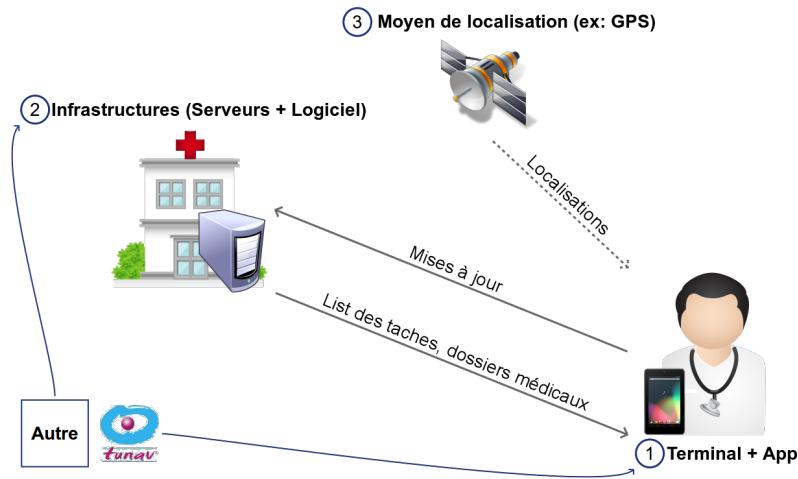 3 Moyen de localisation (ex: GPS)
2 Infrastructures (Serveurs + Logiciel)
Localisations
Mises à jour
List des taches, dossiers médicaux
Autre
tunav
1 Terminal + App